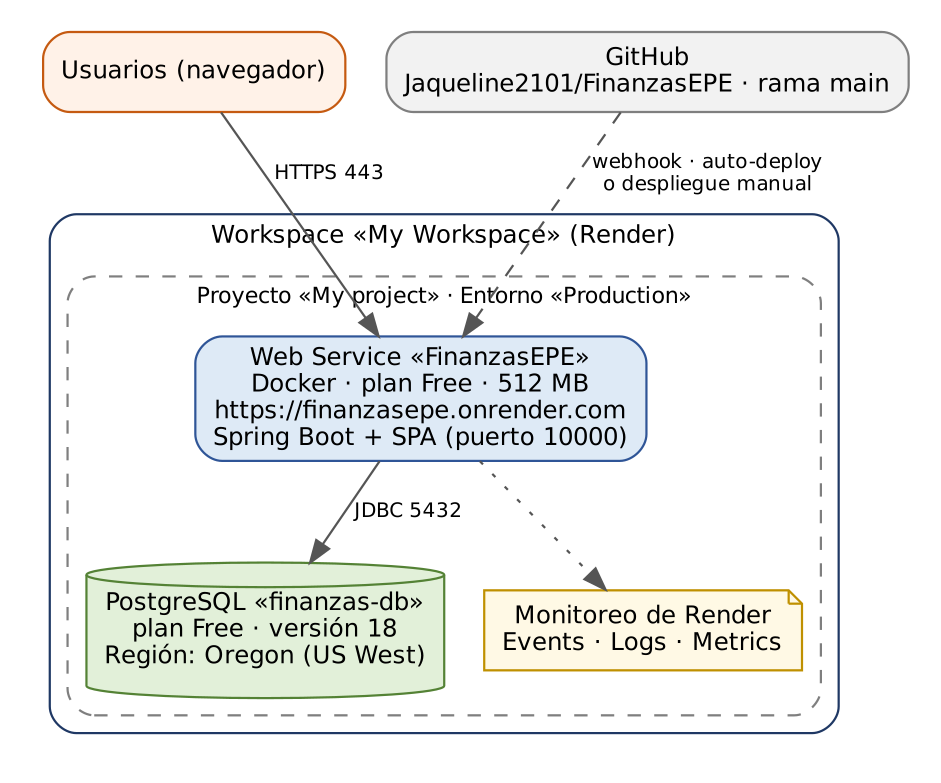 Usuarios (navegador)
GitHub
Jaqueline2101/FinanzasEPE · rama main
HTTPS 443
webhook · auto-deploy
o despliegue manual
Workspace «My Workspace» (Render)
Proyecto «My project» · Entorno «Production»
Web Service «FinanzasEPE»
Docker · plan Free · 512 MB
https://finanzasepe.onrender.com
Spring Boot + SPA (puerto 10000)
JDBC 5432
PostgreSQL «finanzas-db»
plan Free · versión 18
Región: Oregon (US West)
Monitoreo de Render
Events · Logs · Metrics